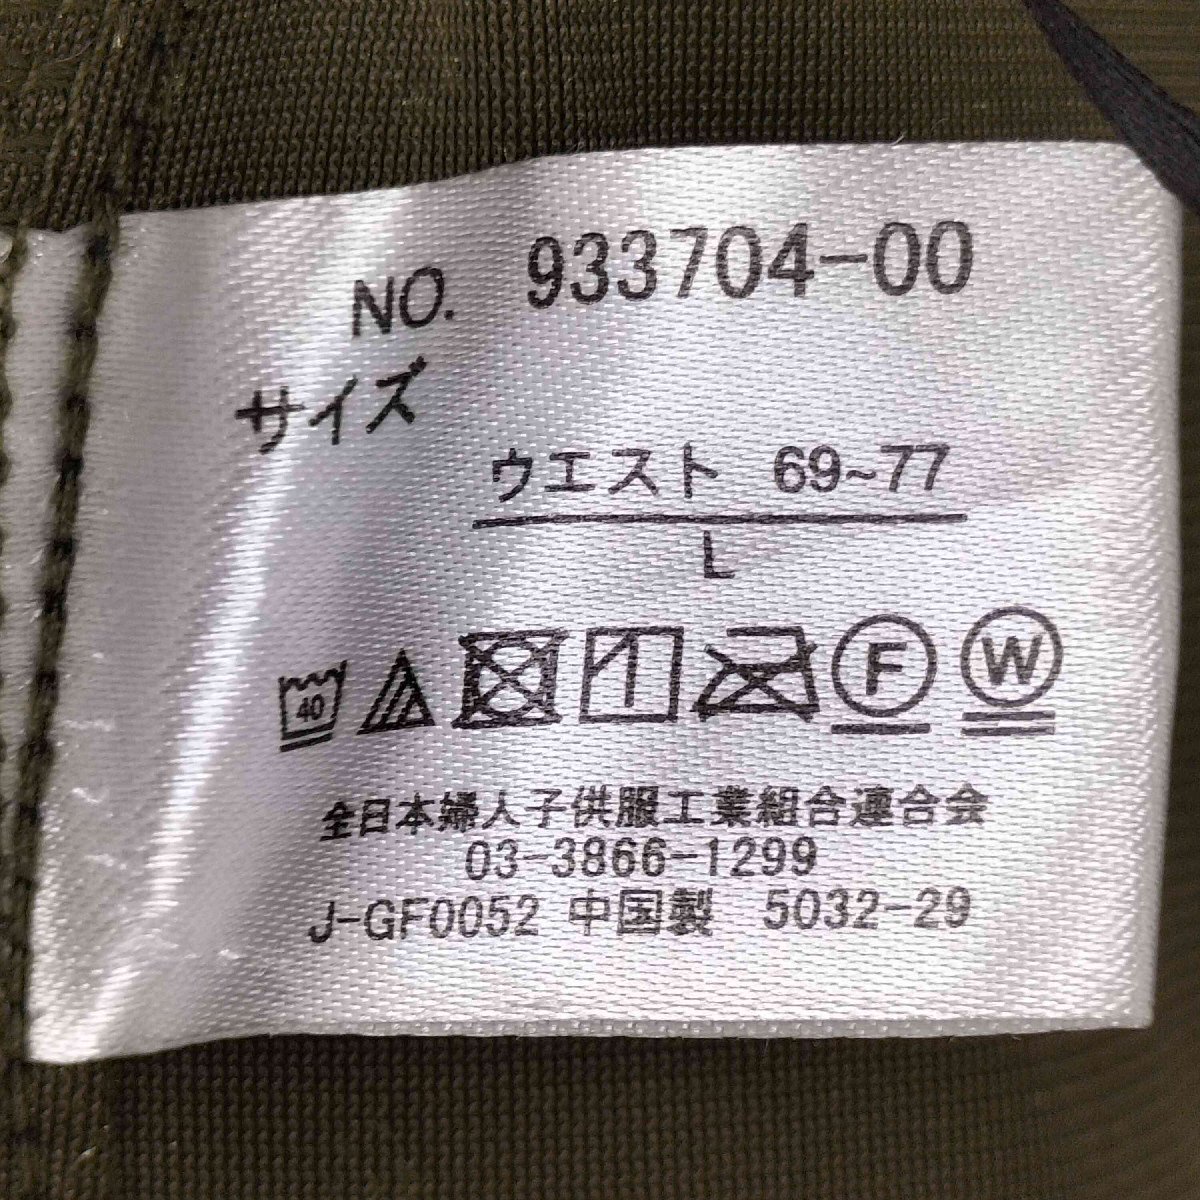 NO. 933704-00
サイズ
ウエスト 69~77
L
40 F W
全日本婦人子供服工業組合連合会
03-3866-1299
J-GF0052 中国製 5032-29